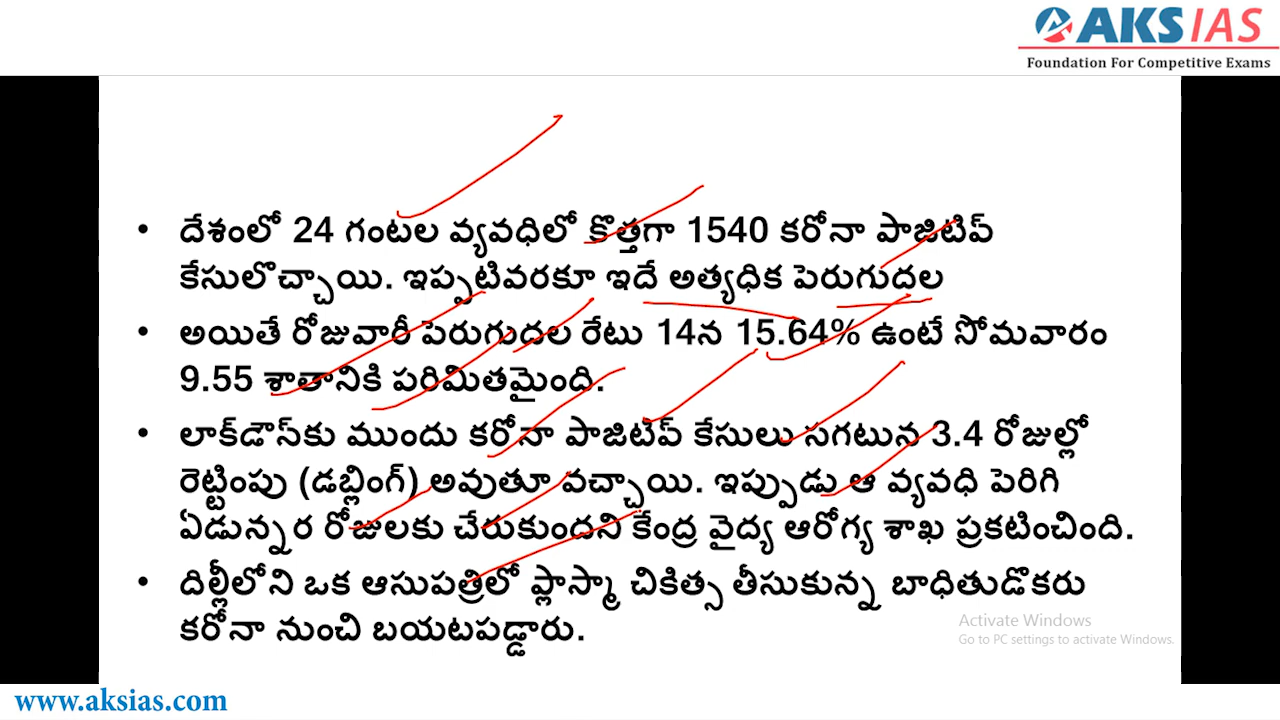 AKS IAS
Foundation For Competitive Exams
• దేశంలో 24 గంటల వ్యవధిలో కొత్తగా 1540 కరోనా పాజిటివ్
కేసులొచ్చాయి. ఇప్పటివరకూ ఇదే అత్యధిక పెరుగుదల
• అయితే రోజువారీ పెరుగుదల రేటు 14న 15.64% ఉంటే సోమవారం
9.55 శాతానికి పరిమితమైంది.
• లాక్‌డౌన్‌కు ముందు కరోనా పాజిటివ్ కేసులు సగటున 3.4 రోజుల్లో
రెట్టింపు (డబ్లింగ్) అవుతూ వచ్చాయి. ఇప్పుడు ఆ వ్యవధి పెరిగి
ఏడున్నర రోజులకు చేరుకుందని కేంద్ర వైద్య ఆరోగ్య శాఖ ప్రకటించింది.
• దిల్లీలోని ఒక ఆసుపత్రిలో ప్లాస్మా చికిత్స తీసుకున్న బాధితుడొకరు
కరోనా నుంచి బయటపడ్డారు.
Activate Windows
Go to PC settings to activate Windows.
www.aksias.com